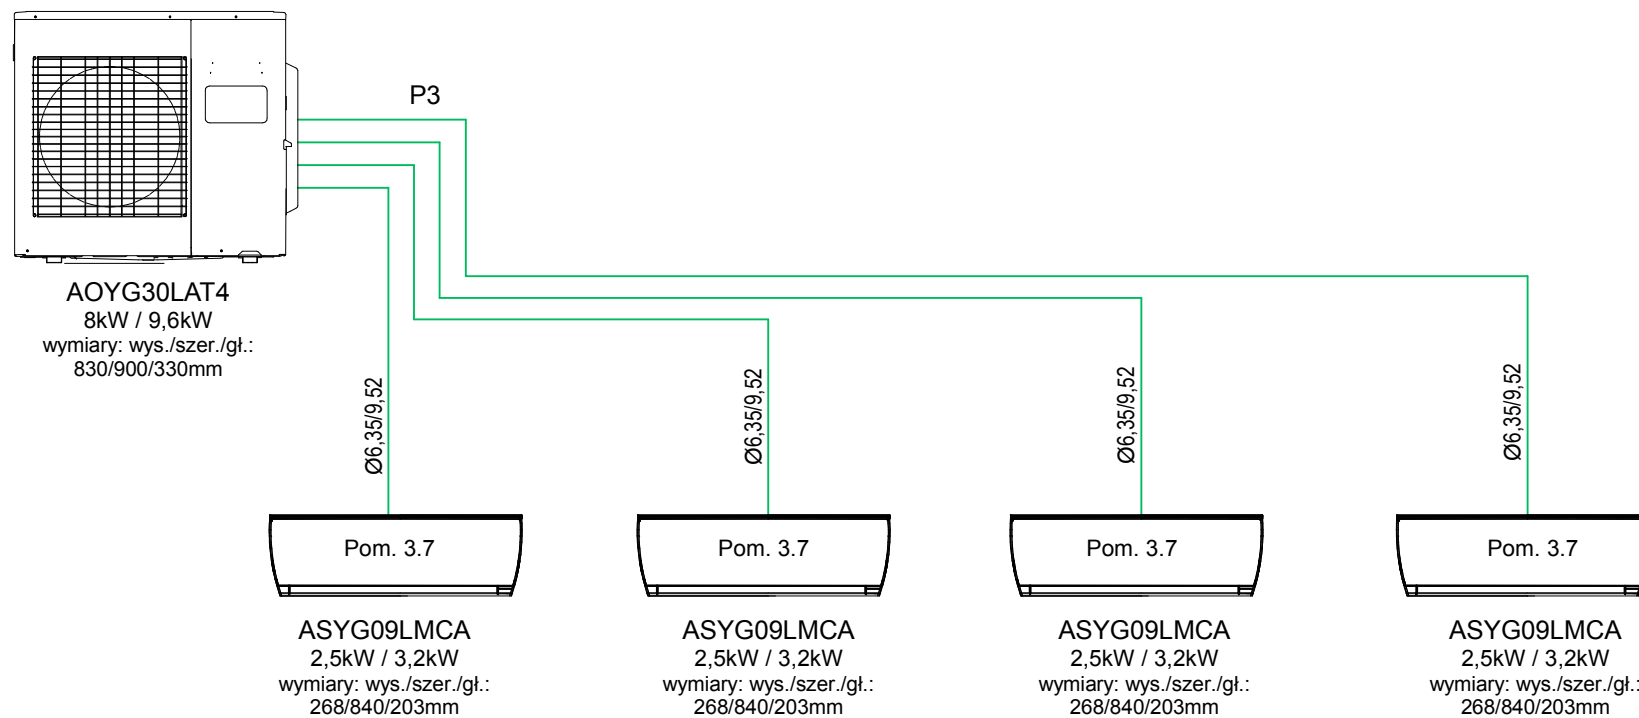 P3
AOYG30LAT4
8kW / 9,6kW
wymiary: wys./szer./gł.:
830/900/330mm
Ø6,35/9,52
Ø6,35/9,52
Ø6,35/9,52
Ø6,35/9,52
Pom. 3.7
Pom. 3.7
Pom. 3.7
Pom. 3.7
ASYG09LMCA
2,5kW / 3,2kW
wymiary: wys./szer./gł.:
268/840/203mm
ASYG09LMCA
2,5kW / 3,2kW
wymiary: wys./szer./gł.:
268/840/203mm
ASYG09LMCA
2,5kW / 3,2kW
wymiary: wys./szer./gł.:
268/840/203mm
ASYG09LMCA
2,5kW / 3,2kW
wymiary: wys./szer./gł.:
268/840/203mm